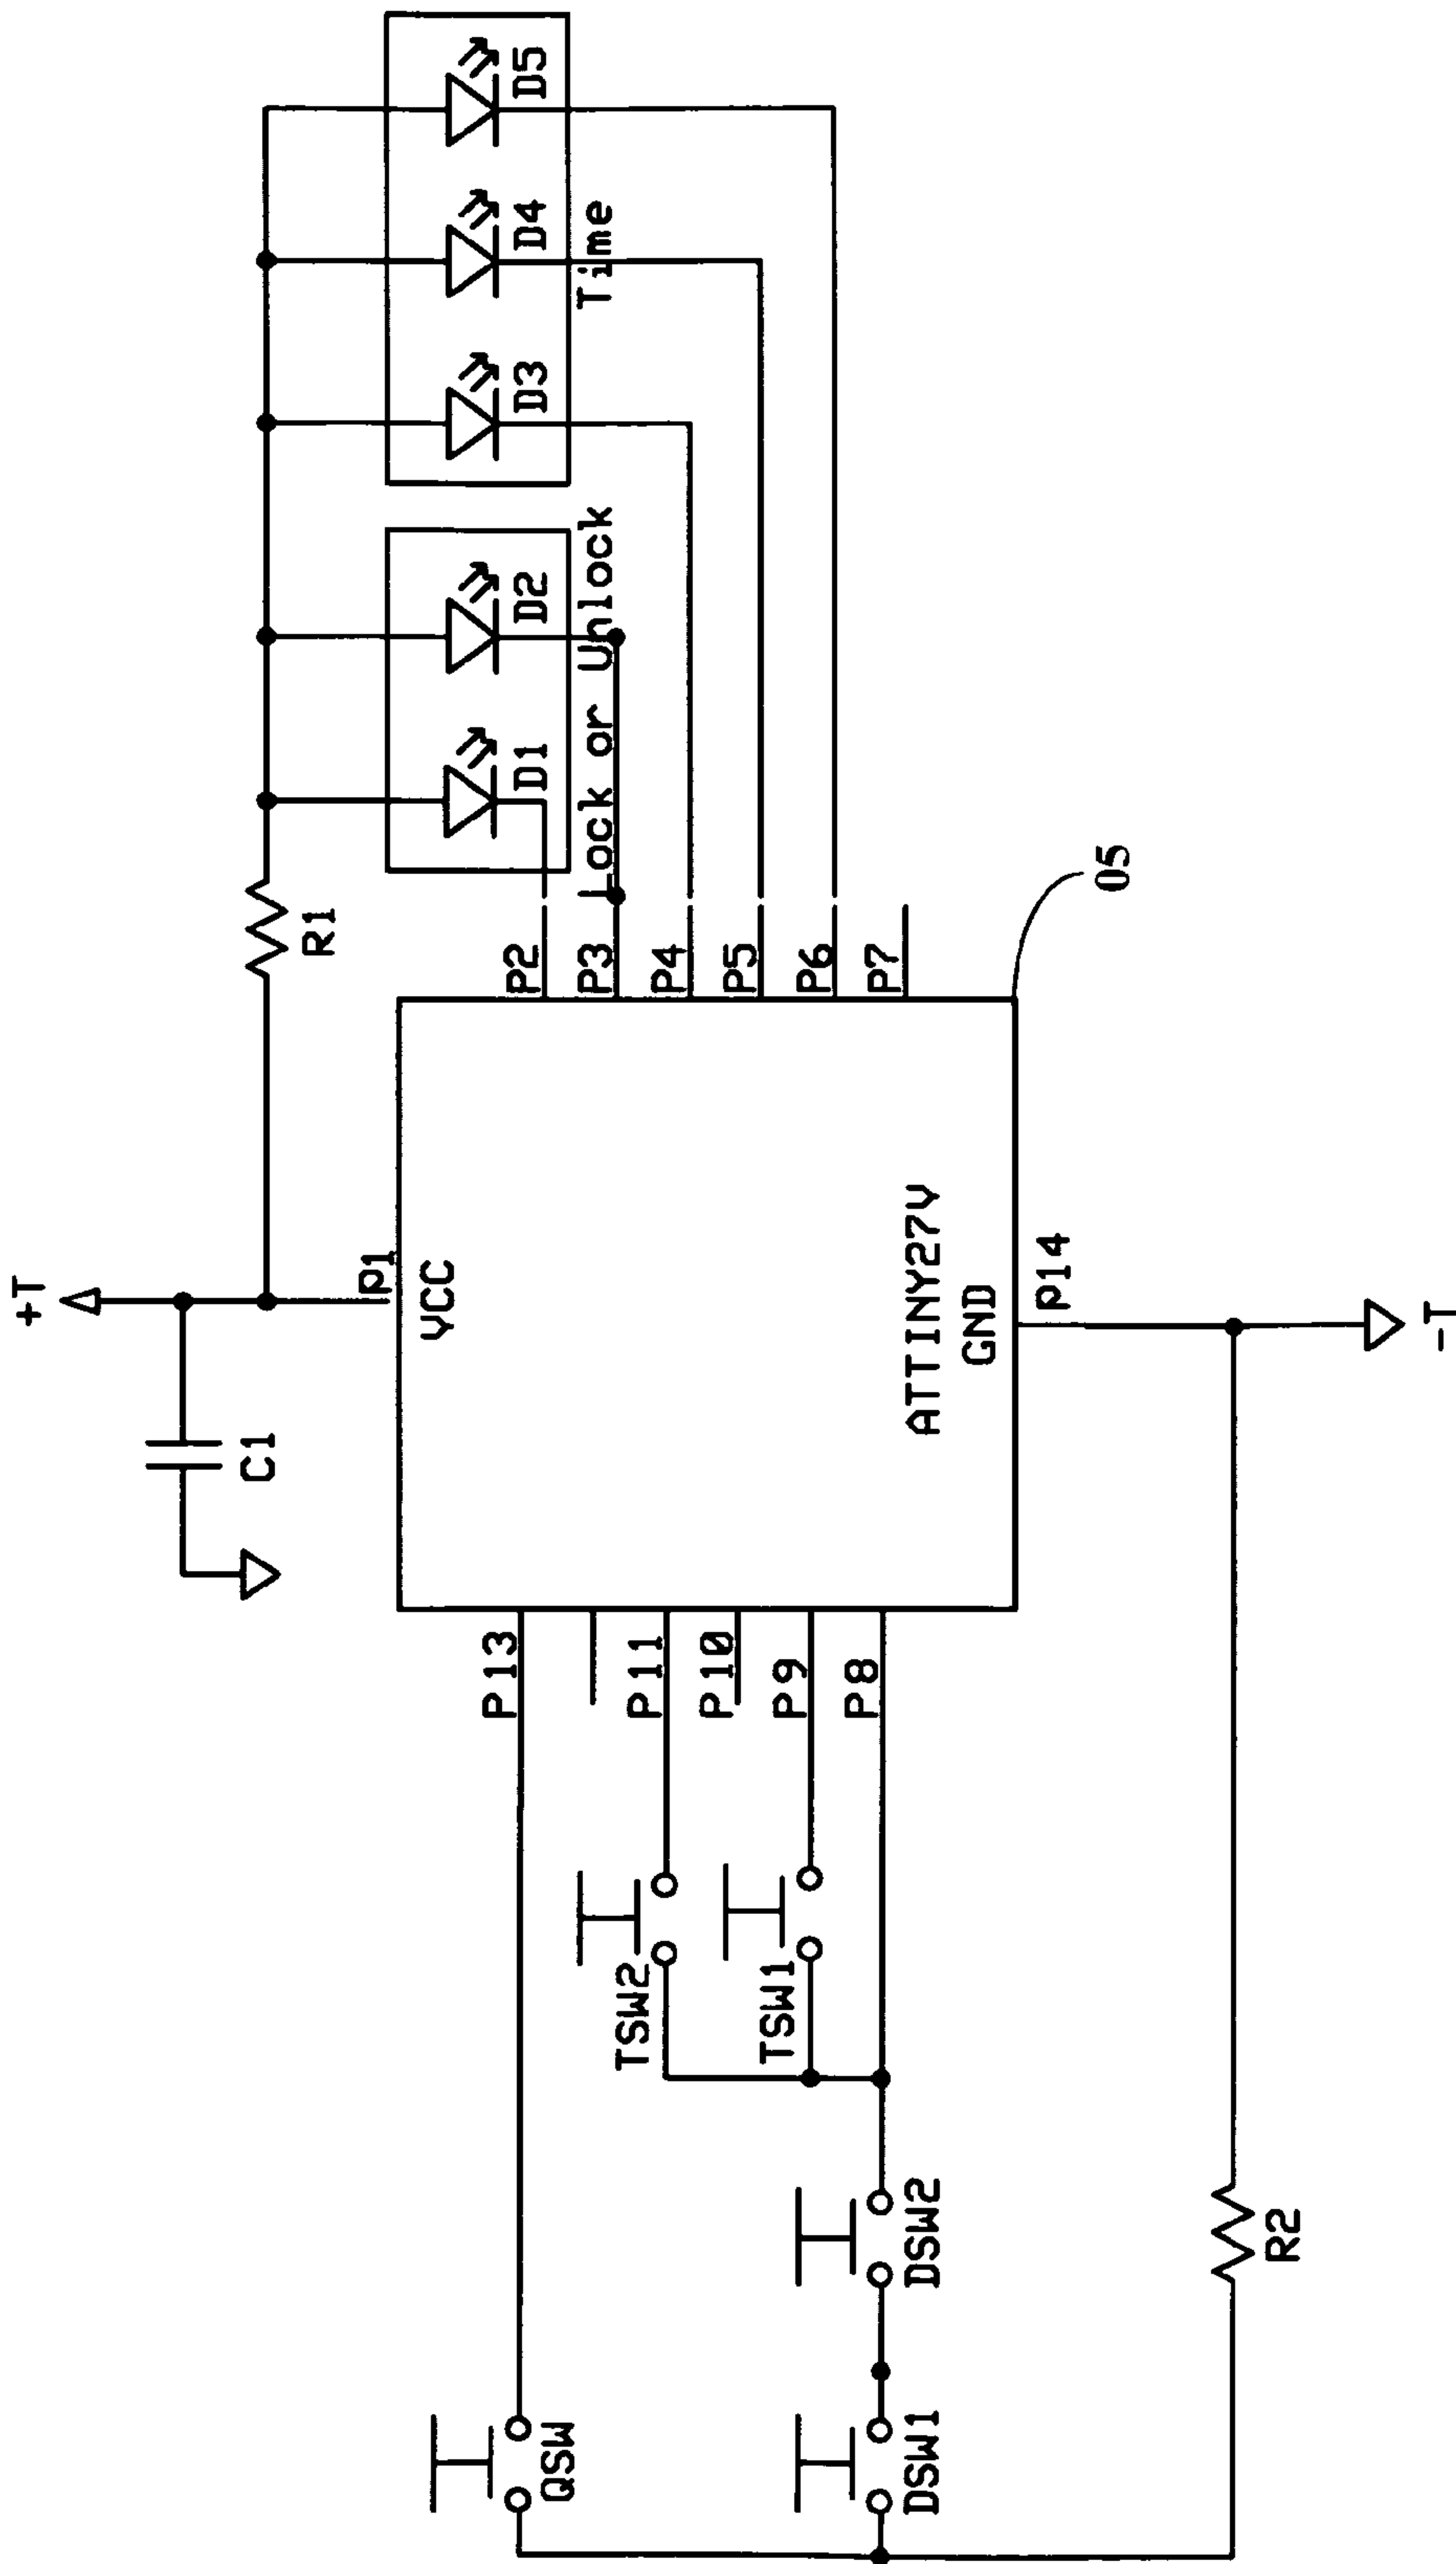 +T
C1
R1
P1
VCC
ATTINY27V
GND
P14
-T
05
P2
P3
P4
P5
P6
P7
P13
P11
P10
P9
P8
D1
D2
Lock or Unlock
D3
D4
D5
Time
QSW
TSW2
TSW1
DSW1
DSW2
R2